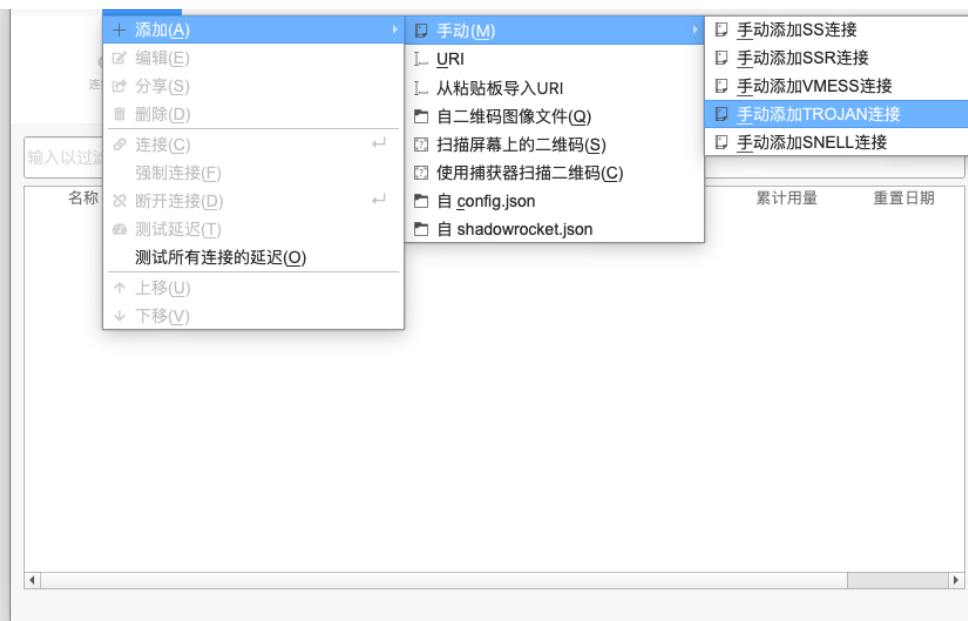 添加(A)
编辑(E)
分享(S)
删除(D)
连接(C)
强制连接(F)
断开连接(D)
测试延迟(T)
测试所有连接的延迟(O)
上移(U)
下移(V)
手动(M)
URI
从粘贴板导入URI
自二维码图像文件(Q)
扫描屏幕上的二维码(S)
使用捕获器扫描二维码(C)
自 config.json
自 shadowrocket.json
手动添加SS连接
手动添加SSR连接
手动添加VMESS连接
手动添加TROJAN连接
手动添加SNELL连接
连
输入以过滤
名称
累计用量
重置日期